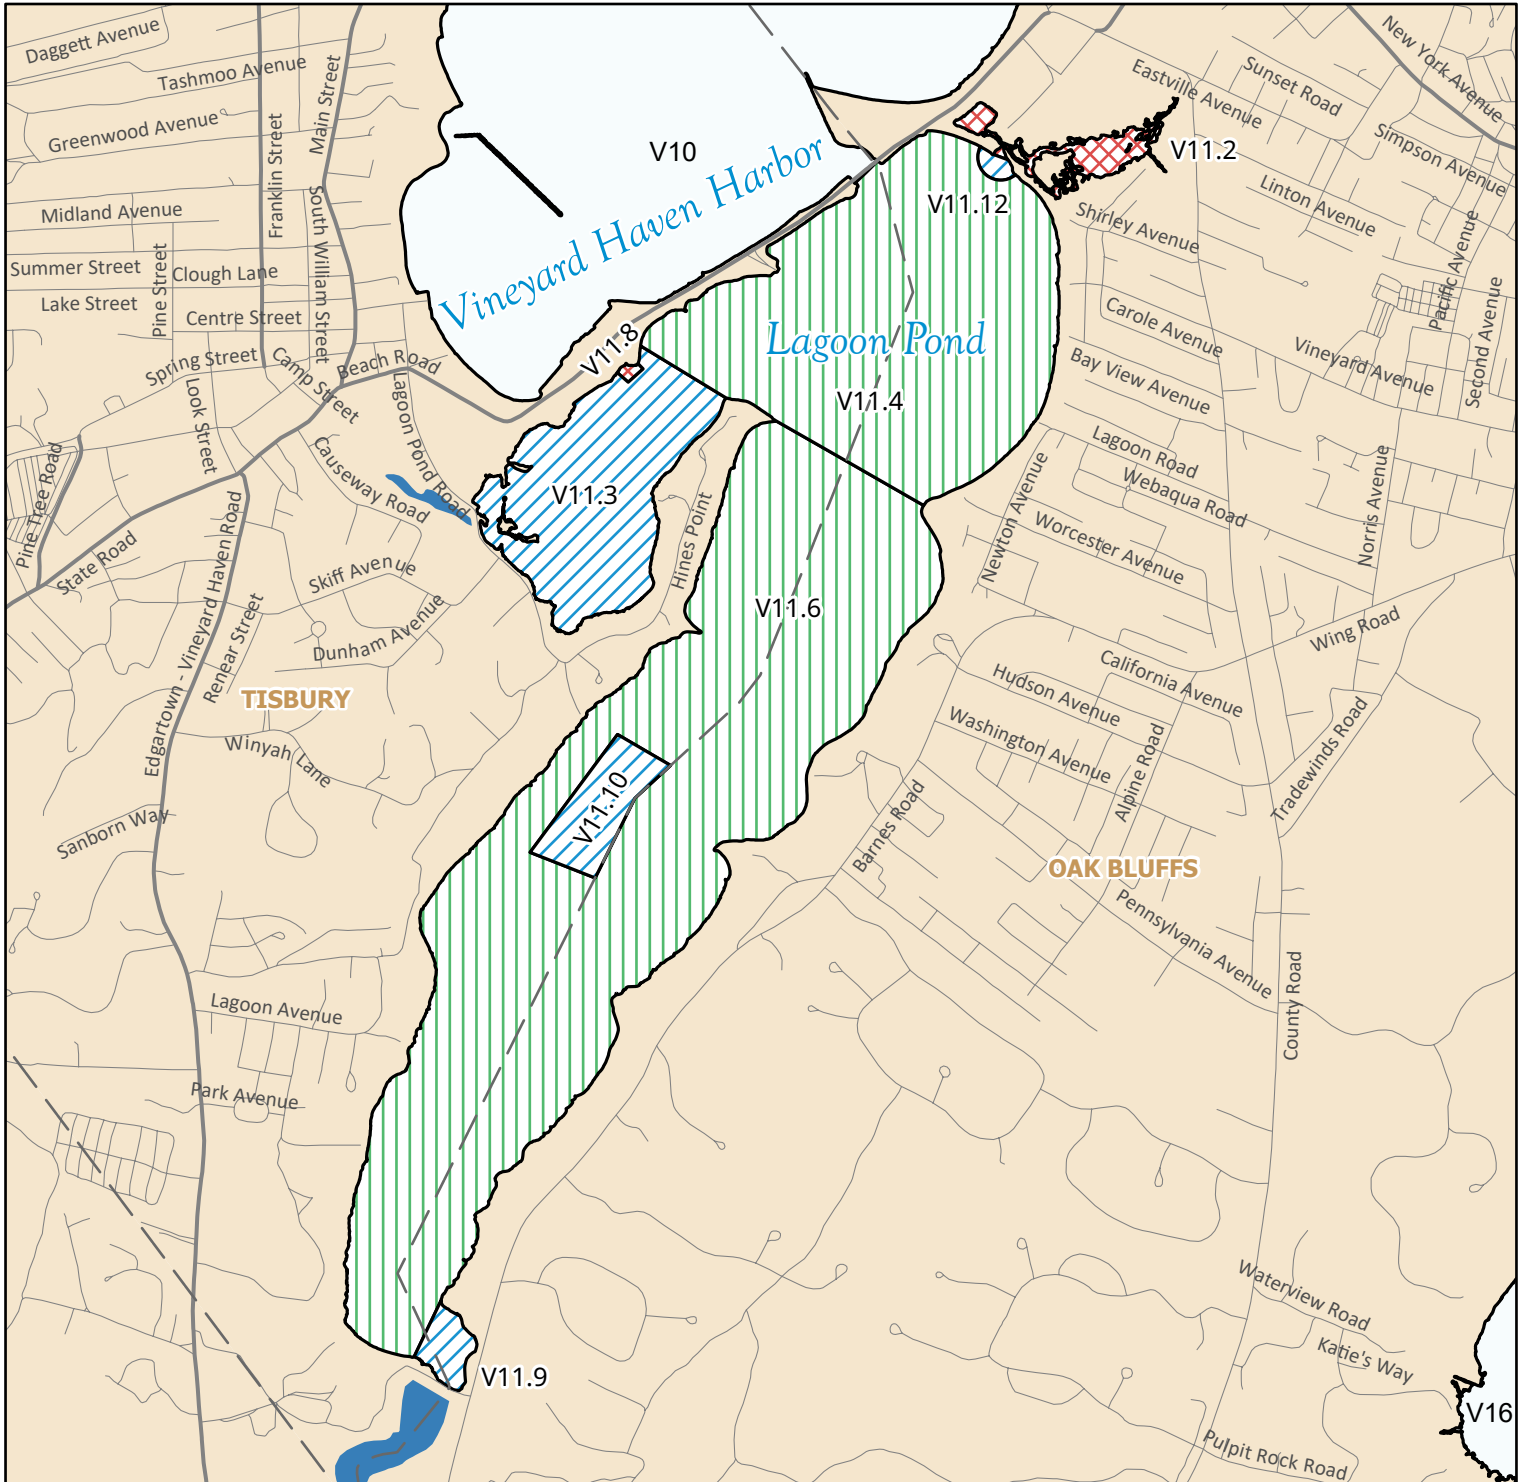 Daggett Avenue
Tashmoo Avenue
Greenwood Avenue
Franklin Street
Main Street
Midland Avenue
South William Street
Summer Street
Pine Street
Clough Lane
Lake Street
Centre Street
Spring Street
Camp Street
Look Street
Beach Road
Lagoon Pond Road
Causeway Road
Pine Tree Road
State Road
Edgartown - Vineyard Haven Road
Skiff Avenue
Renear Street
Dunham Avenue
TISBURY
Winyah Lane
Sanborn Way
Lagoon Avenue
Park Avenue
V10
Vineyard Haven Harbor
V11.8
V11.3
Hines Point
V11.12
V11.2
Lagoon Pond
V11.4
V11.6
V11.10
V11.9
New York Avenue
Sunset Road
Eastville Avenue
Simpson Avenue
Linton Avenue
Shirley Avenue
Pacific Avenue
Second Avenue
Carole Avenue
Vineyard Avenue
Bay View Avenue
Lagoon Road
Webaqua Road
Norris Avenue
Newton Avenue
Worcester Avenue
Wing Road
California Avenue
Hudson Avenue
Washington Avenue
Alpine Road
Tradewinds Road
Barnes Road
OAK BLUFFS
Pennsylvania Avenue
County Road
Waterview Road
Katie's Way
V16
Pulpit Rock Road